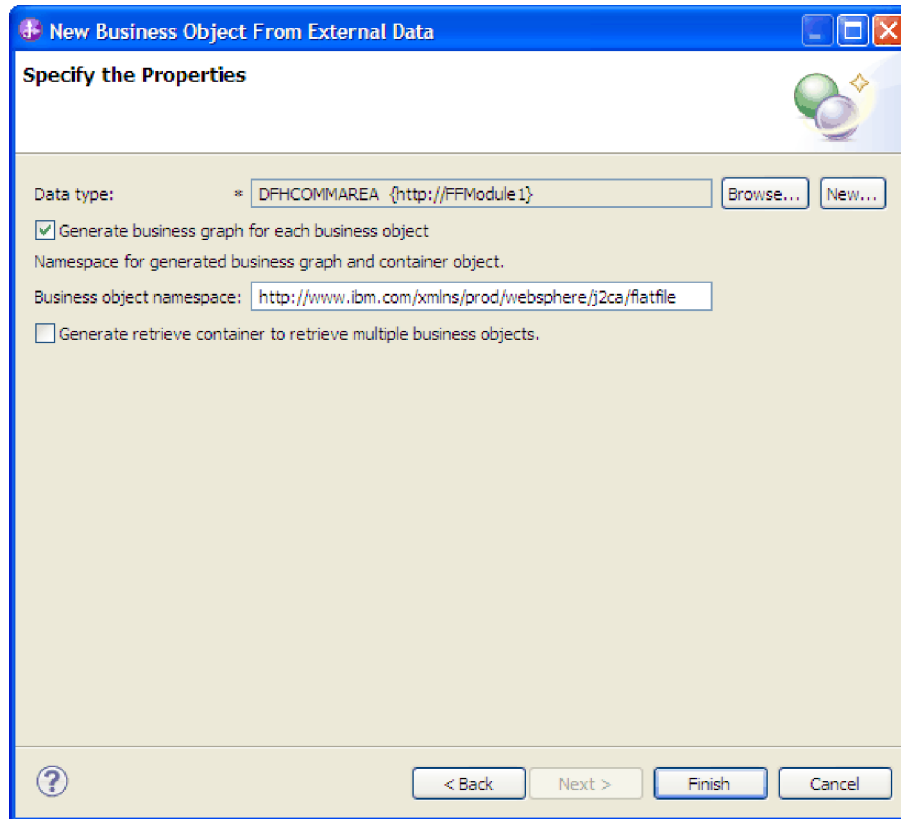 New Business Object From External Data
Specify the Properties
Data type: * DFHCOMMAREA {http://FFModule1} Browse... New...
Generate business graph for each business object
Namespace for generated business graph and container object.
Business object namespace: http://www.ibm.com/xmlns/prod/websphere/j2ca/flatfile
Generate retrieve container to retrieve multiple business objects.
? < Back Next > Finish Cancel